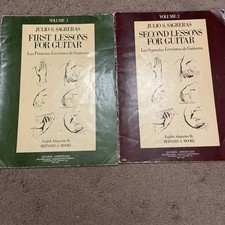 VOLUME 1
JULIO S. SAGRERAS
FIRST LESSONS
FOR GUITAR
Las Primeras Lecciones de Guitarra
English Adaptation By
BERNARD A. MOORE
VOLUME 2
JULIO S. SAGRERAS
SECOND LESSONS
FOR GUITAR
Las Segundas Lecciones de Guitarra
English Adaptation By
BERNARD A. MOORE